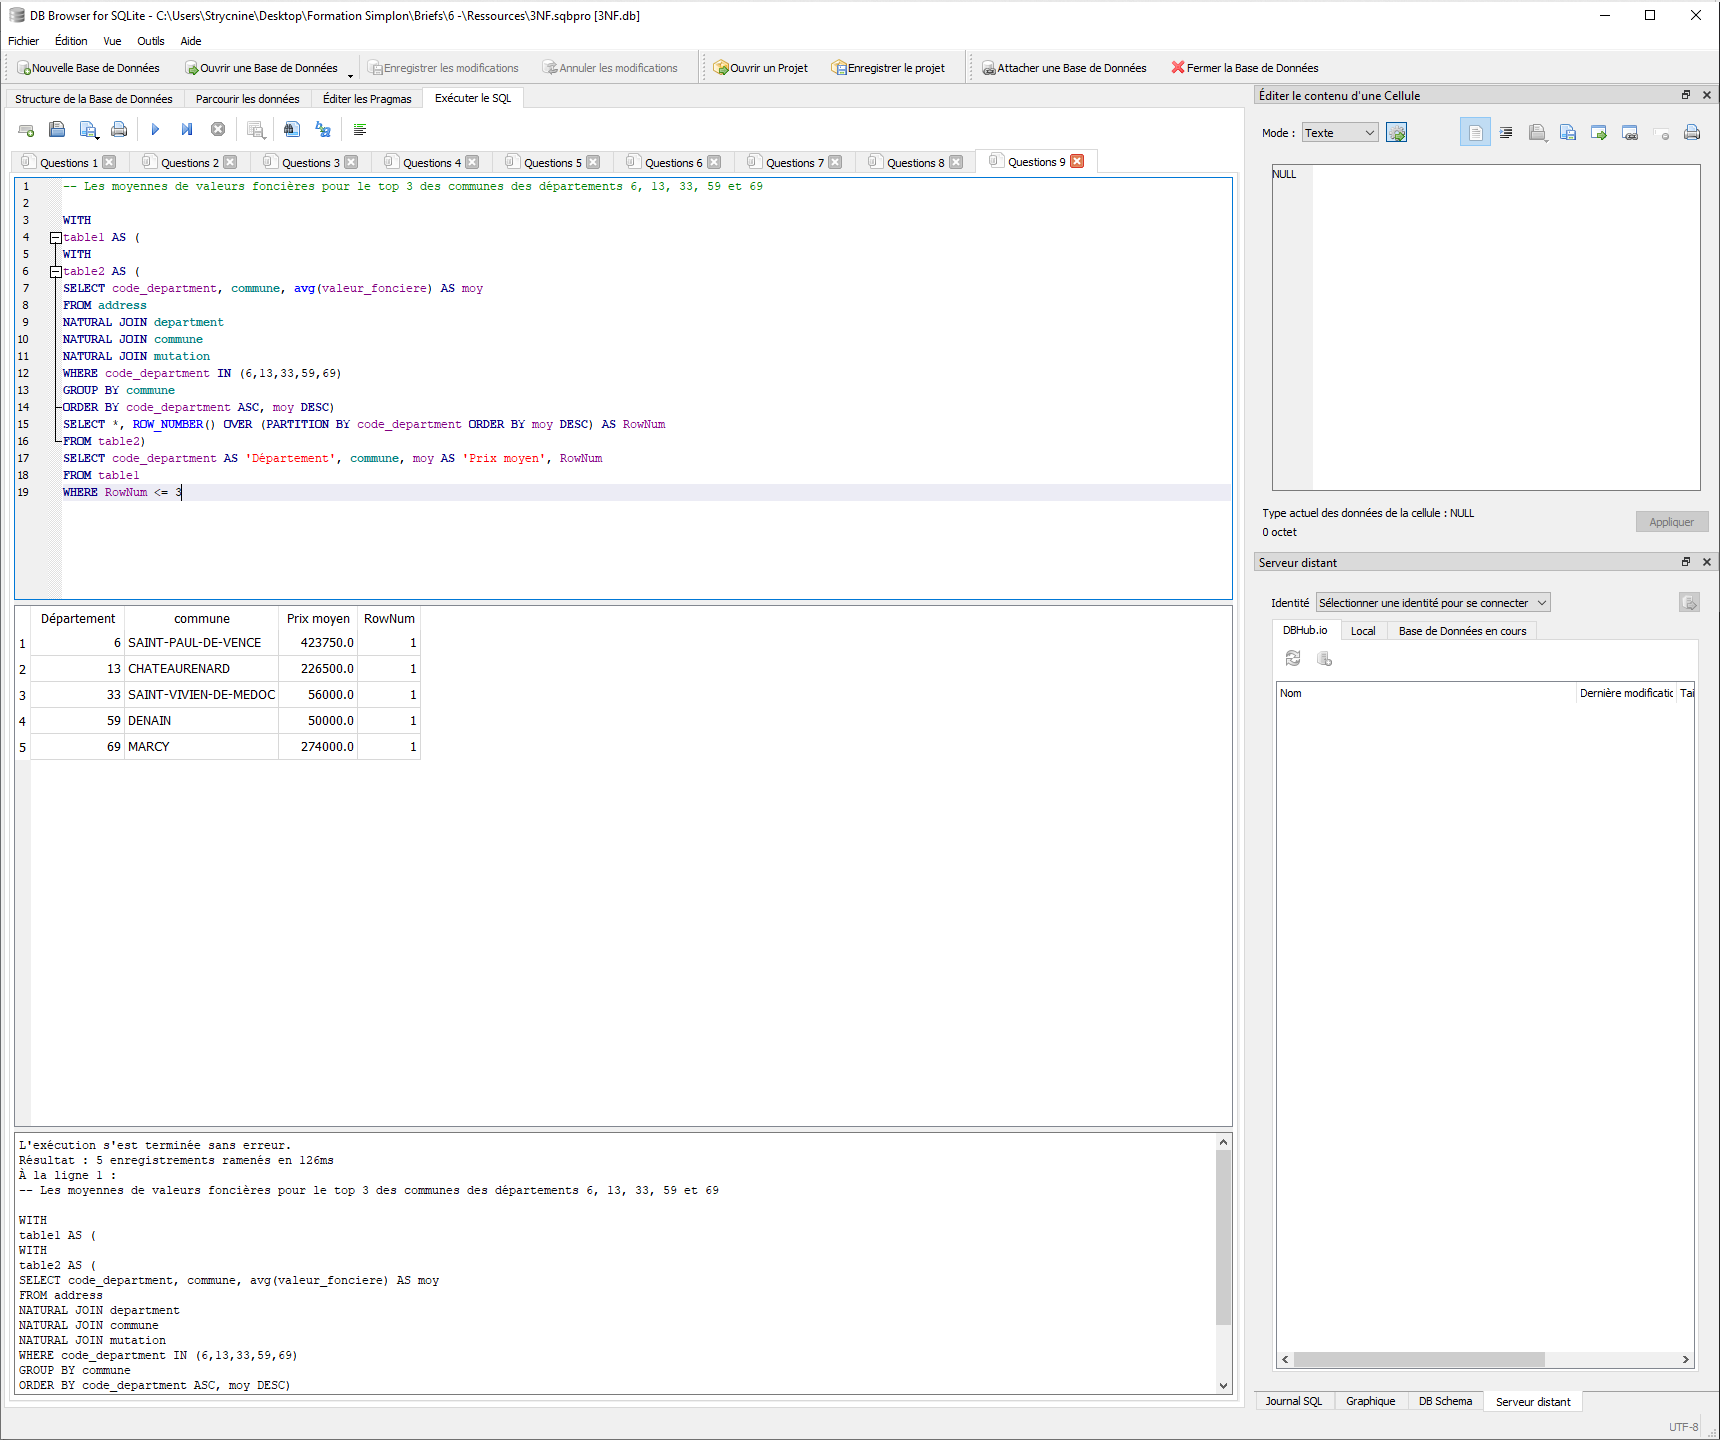 DB Browser for SQLite - C:\Users\Strycnine\Desktop\Formation Simplon\Briefs\6 -\Ressources\3NF.sqbpro [3NF.db]
Fichier Édition Vue Outils Aide
Nouvelle Base de Données Ouvrir une Base de Données Enregistrer les modifications Annuler les modifications Ouvrir un Projet Enregistrer le projet Attacher une Base de Données Fermer la Base de Données
Structure de la Base de Données Parcourir les données Éditer les Pragmas Exécuter le SQL
Questions 1 Questions 2 Questions 3 Questions 4 Questions 5 Questions 6 Questions 7 Questions 8 Questions 9
1 -- Les moyennes de valeurs foncières pour le top 3 des communes des départements 6, 13, 33, 59 et 69
2
3 WITH
4 table1 AS (
5 WITH
6 table2 AS (
7 SELECT code_department, commune, avg(valeur_fonciere) AS moy
8 FROM address
9 NATURAL JOIN department
10 NATURAL JOIN commune
11 NATURAL JOIN mutation
12 WHERE code_department IN (6,13,33,59,69)
13 GROUP BY commune
14 ORDER BY code_department ASC, moy DESC)
15 SELECT *, ROW_NUMBER() OVER (PARTITION BY code_department ORDER BY moy DESC) AS RowNum
16 FROM table2)
17 SELECT code_department AS 'Département', commune, moy AS 'Prix moyen', RowNum
18 FROM table1
19 WHERE RowNum <= 3
Département commune Prix moyen RowNum
1 6 SAINT-PAUL-DE-VENCE 423750.0 1
2 13 CHATEAURENARD 226500.0 1
3 33 SAINT-VIVIEN-DE-MEDOC 56000.0 1
4 59 DENAIN 50000.0 1
5 69 MARCY 274000.0 1
L'exécution s'est terminée sans erreur.
Résultat : 5 enregistrements ramenés en 126ms
À la ligne 1 :
-- Les moyennes de valeurs foncières pour le top 3 des communes des départements 6, 13, 33, 59 et 69
WITH
table1 AS (
WITH
table2 AS (
SELECT code_department, commune, avg(valeur_fonciere) AS moy
FROM address
NATURAL JOIN department
NATURAL JOIN commune
NATURAL JOIN mutation
WHERE code_department IN (6,13,33,59,69)
GROUP BY commune
ORDER BY code_department ASC, moy DESC)
Éditer le contenu d'une Cellule
Mode : Texte
NULL
Type actuel des données de la cellule : NULL
0 octet
Appliquer
Serveur distant
Identité Sélectionner une identité pour se connecter
DBHub.io Local Base de Données en cours
Nom Dernière modificatic Tai
Journal SQL Graphique DB Schema Serveur distant
UTF-8